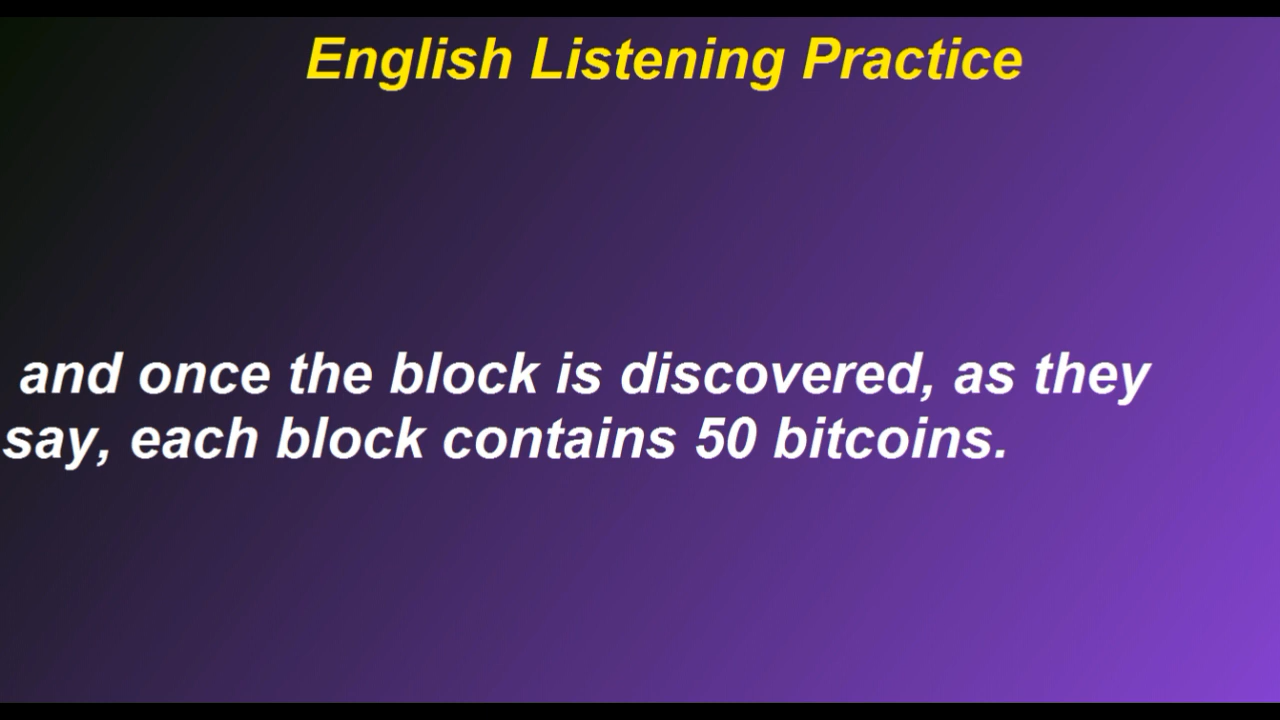 English Listening Practice
and once the block is discovered, as they
say, each block contains 50 bitcoins.